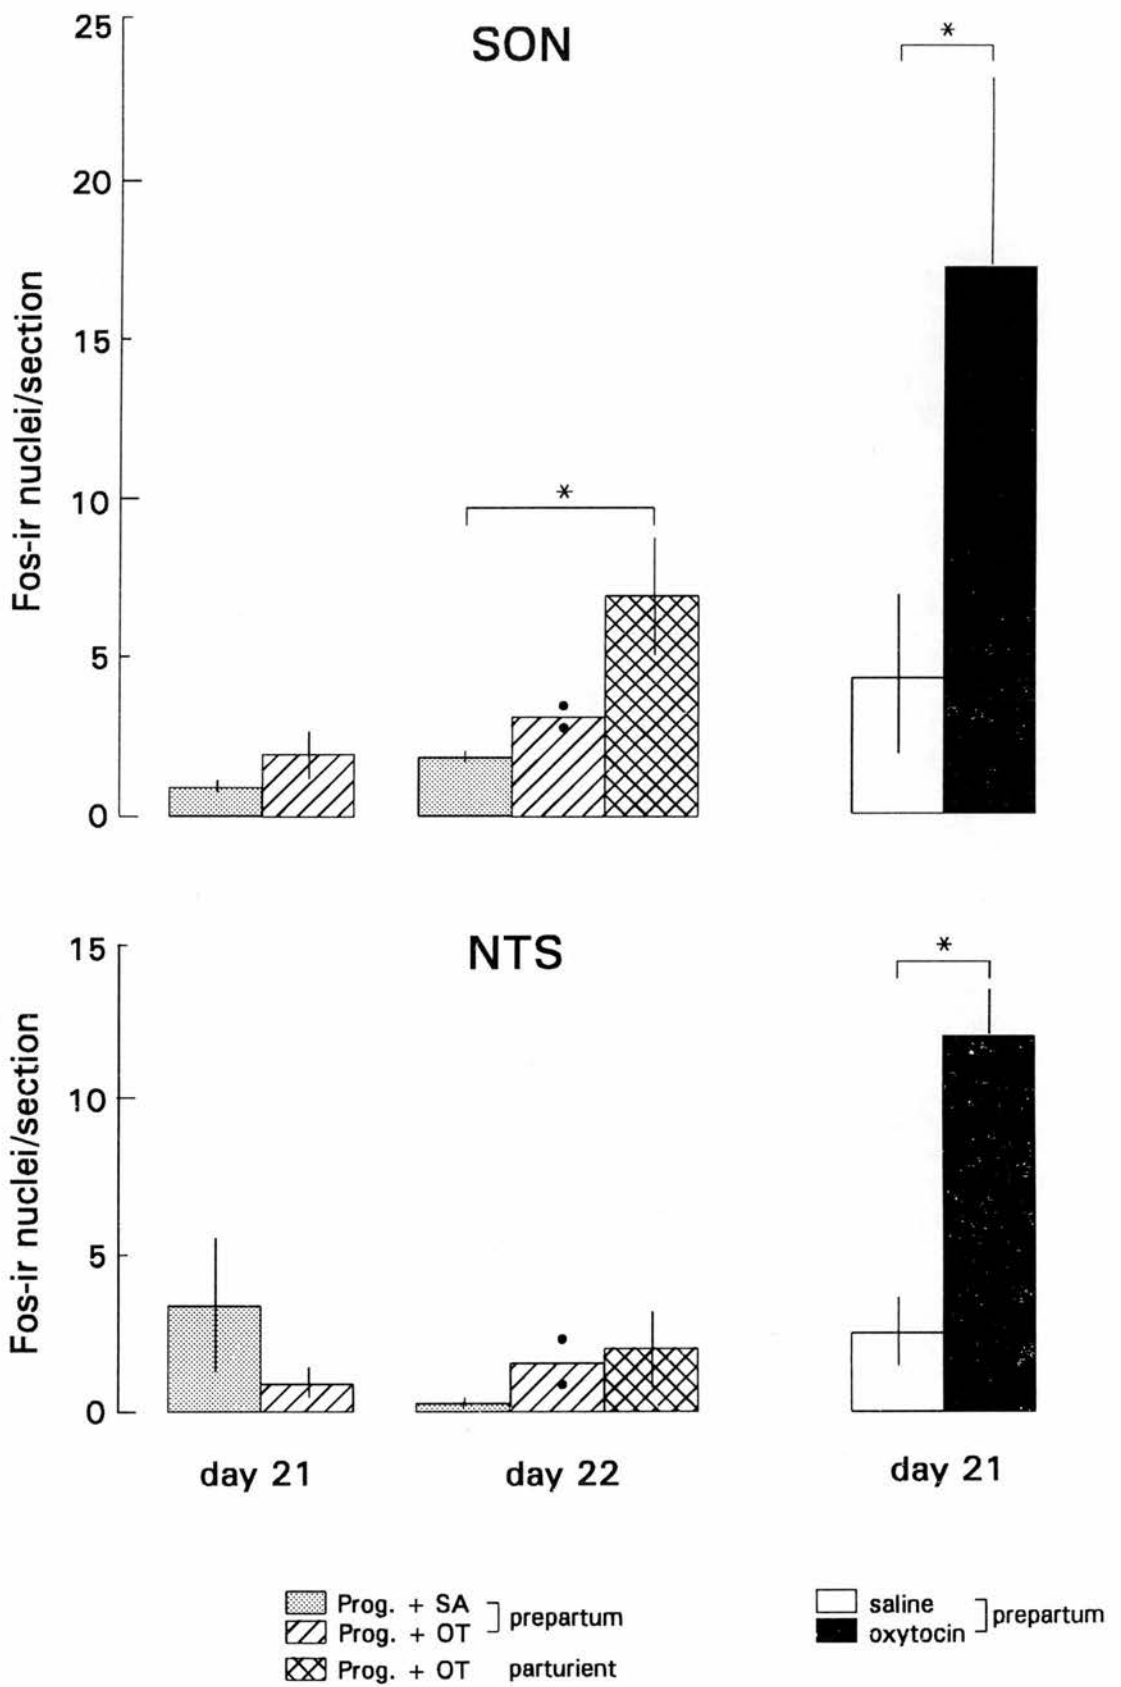 SON
*
25
20
15
10
5
0
Fos-ir nuclei/section
*
NTS
*
15
10
5
0
Fos-ir nuclei/section
day 21
day 22
day 21
Prog. + SA
Prog. + OT
prepartum
Prog. + OT parturient
saline
oxytocin
prepartum